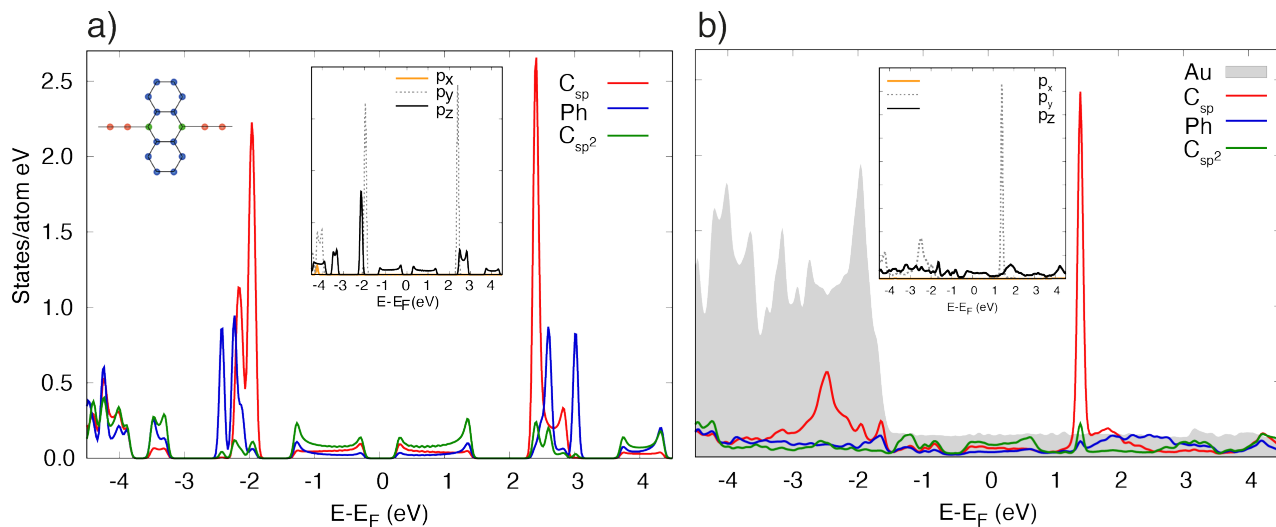 a)
States/atom eV
2.5
2.0
1.5
1.0
0.5
0.0
-4 -3 -2 -1 0 1 2 3 4
E-E_F (eV)
C_sp
Ph
C_sp2
p_x
p_y
p_z
-4 -3 -2 -1 0 1 2 3 4
E-E_F (eV)
b)
Au
C_sp
Ph
C_sp2
p_x
p_y
p_z
-4 -3 -2 -1 0 1 2 3 4
E-E_F (eV)
-4 -3 -2 -1 0 1 2 3 4
E-E_F (eV)